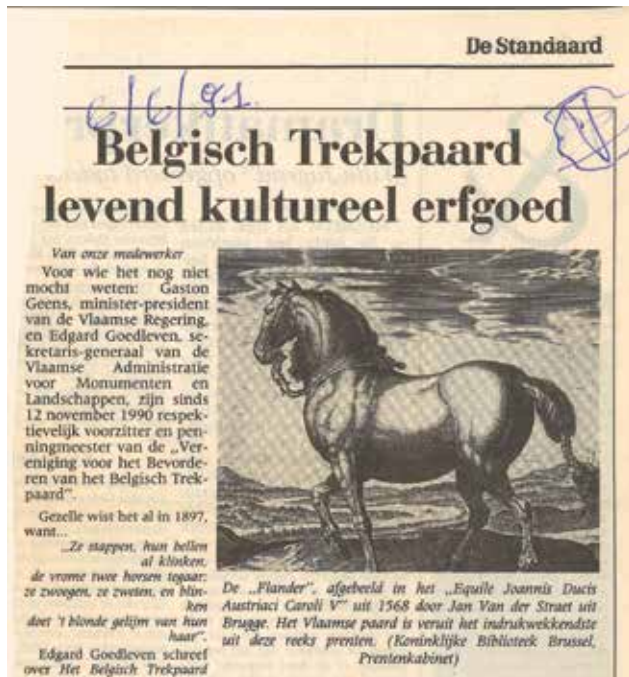 De Standaard
6/6/91.
Belgisch Trekpaard
levend kultureel erfgoed
Van onze medewerker
Voor wie het nog niet
mocht weten: Gaston
Geens, minister-president
van de Vlaamse Regering,
en Edgard Goedleven, se-
kretaris-generaal van de
Vlaamse Administratie
voor Monumenten en
Landschappen, zijn sinds
12 november 1990 respek-
tievelijk voorzitter en pen-
ningmeester van de „Ver-
eniging voor het Bevorde-
ren van het Belgisch Trek-
paard".
Gezelle wist het al in 1897,
want...
„Ze stappen, hun bellen
al klinken,
de vrome twee horsen tegaar;
ze zwoegen, ze zweten, en blin-
ken
doet 't blonde gelijm van hun
haar".
Edgard Goedleven schreef
over Het Belgisch Trekpaard
De „Flander", afgebeeld in het „Equile Joannis Ducis
Austriaci Caroli V" uit 1568 door Jan Van der Straet uit
Brugge. Het Vlaamse paard is veruit het indrukwekkendste
uit deze reeks prenten. (Koninklijke Biblioteek Brussel,
Prentenkabinet)